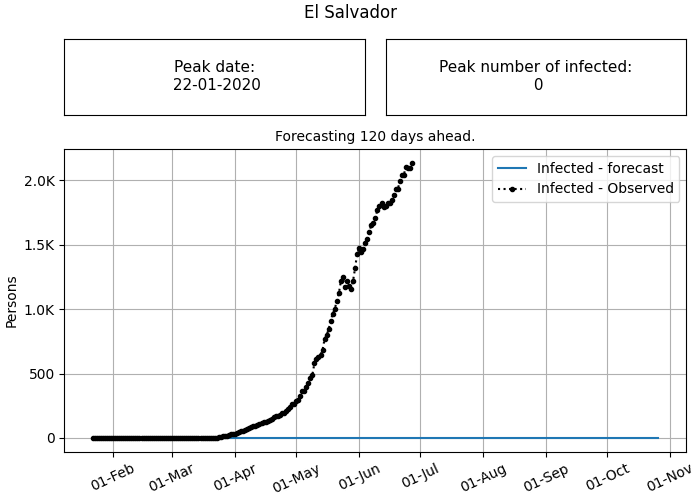 El Salvador
Peak date:
22-01-2020
Peak number of infected:
0
Forecasting 120 days ahead.
Infected - forecast
Infected - Observed
2.0K
1.5K
1.0K
500
0
Persons
01-Feb
01-Mar
01-Apr
01-May
01-Jun
01-Jul
01-Aug
01-Sep
01-Oct
01-Nov